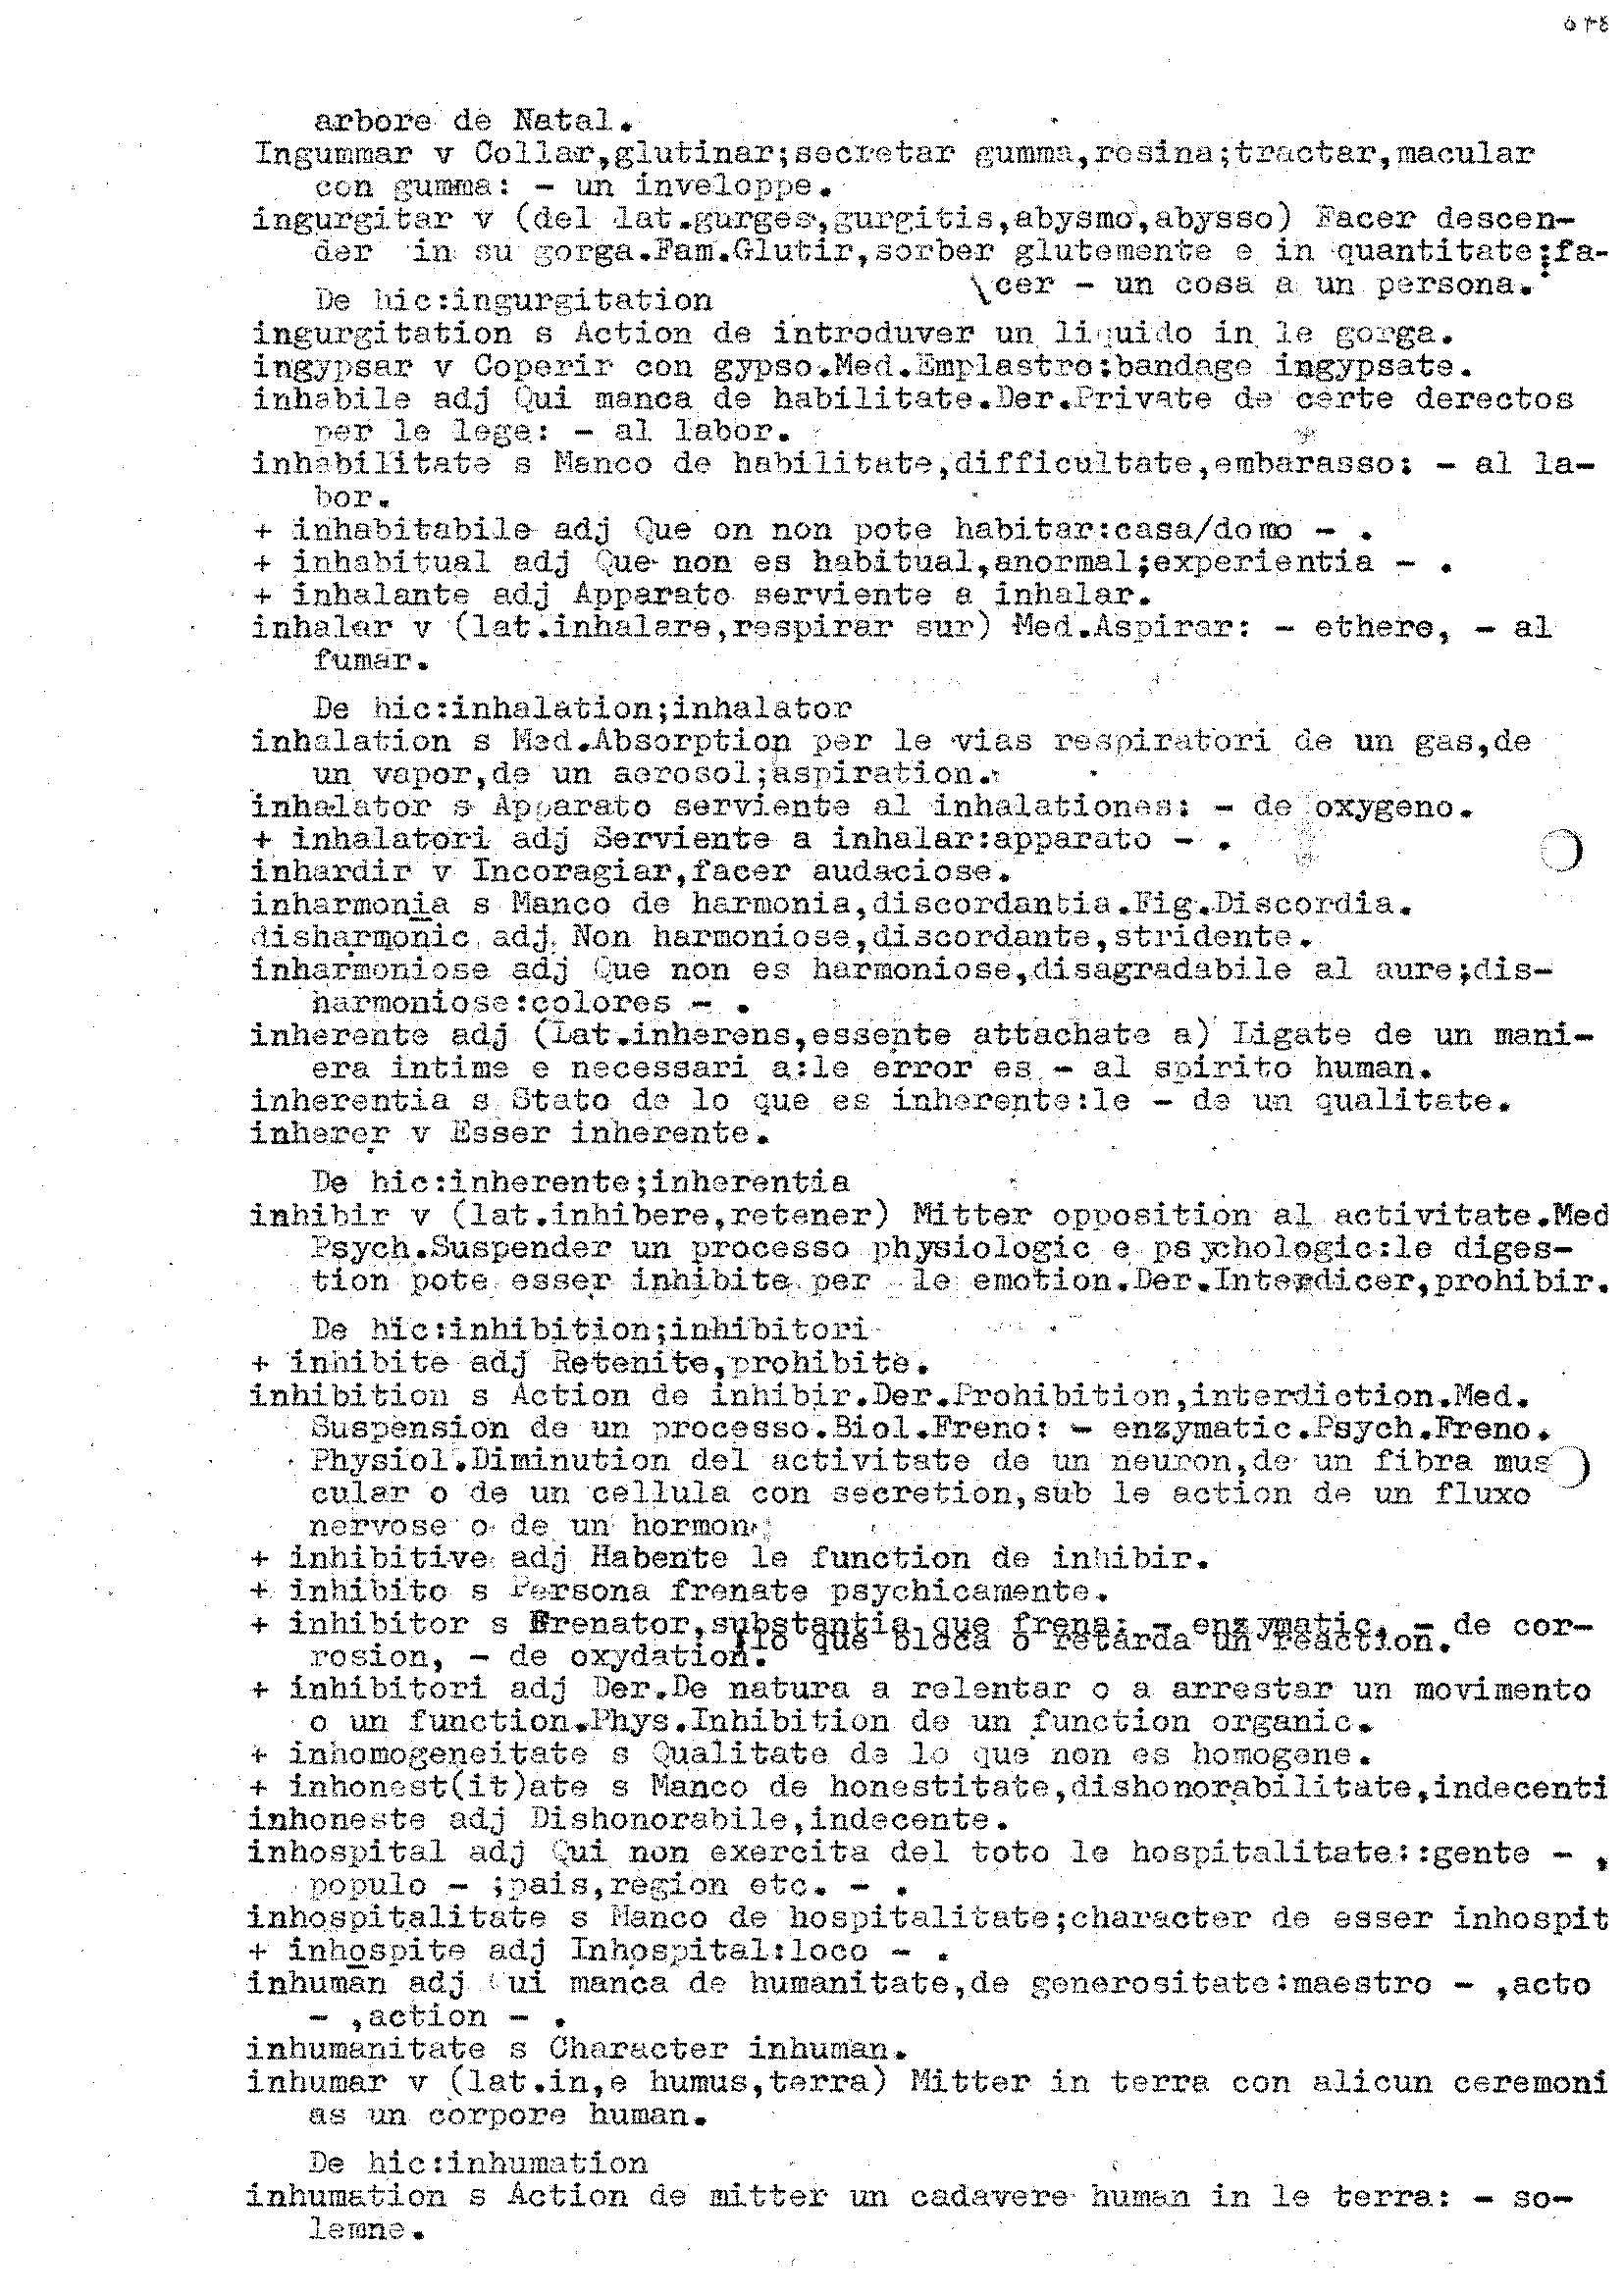 arbore de Natal.
Ingummar v Collar,glutinar;secretar gumma,resina;tractar,macular
con gumma: - un inveloppe.
ingurgitar v (del lat.gurges,gurgitis,abysmo,abysso) Facer descen-
der in su gorga.Fam.Glutir,sorber glutemente e in quantitate;fa-
\cer - un cosa a un persona.
De hic:ingurgitation
ingurgitation s Action de introduver un liquido in le gorga.
ingypsar v Coperir con gypso.Med.Emplastro:bandage ingypsate.
inhabile adj Qui manca de habilitate.Der.Private de certe derectos
per le lege: - al labor.
inhabilitate s Manco de habilitate,difficultate,embarasso: - al la-
bor.
+ inhabitabile adj Que on non pote habitar:casa/domo - .
+ inhabitual adj Que non es habitual,anormal;experientia - .
+ inhalante adj Apparato serviente a inhalar.
inhalar v (lat.inhalare,respirar sur) Med.Aspirar: - ethere, - al
fumar.
De hic:inhalation;inhalator
inhalation s Med.Absorption per le vias respiratori de un gas,de
un vapor,de un aerosol;aspiration.
inhalator s Apparato serviente al inhalationes: - de oxygeno.
+ inhalatori adj Serviente a inhalar:apparato - .
inhardir v Incoragiar,facer audaciose.
inharmonia s Manco de harmonia,discordantia.Fig.Discordia.
disharmonic adj Non harmoniose,discordante,stridente.
inharmoniose adj Que non es harmoniose,disagradabile al aure;dis-
harmoniose:colores - .
inherente adj (Lat.inherens,essente attachate a) Ligate de un mani-
era intime e necessari a:le error es - al spirito human.
inherentia s Stato de lo que es inherente:le - de un qualitate.
inherer v Esser inherente.
De hic:inherente;inherentia
inhibir v (lat.inhibere,retener) Mitter opposition al activitate.Med
Psych.Suspender un processo physiologic e psychologic:le diges-
tion pote esser inhibite per le emotion.Der.Interdicer,prohibir.
De hic:inhibition;inhibitori
+ inhibite adj Retenite,prohibite.
inhibition s Action de inhibir.Der.Prohibition,interdiction.Med.
Suspension de un processo.Biol.Freno: - enzymatic.Psych.Freno.
Physiol.Diminution del activitate de un neuron,de un fibra mus
cular o de un cellula con secretion,sub le action de un fluxo
nervose o de un hormon.
+ inhibitive adj Habente le function de inhibir.
+ inhibito s Persona frenate psychicamente.
+ inhibitor s Frenator,substantia que frena: - enzymatic, - de cor-
lo que bloca o retarda un reaction.
rosion, - de oxydation.
+ inhibitori adj Der.De natura a relentar o a arrestar un movimento
o un function.Phys.Inhibition de un function organic.
+ inhomogeneitate s Qualitate de lo que non es homogene.
+ inhonest(it)ate s Manco de honestitate,dishonorabilitate,indecenti
inhoneste adj Dishonorabile,indecente.
inhospital adj Qui non exercita del toto le hospitalitate::gente - ,
populo - ;pais,region etc. - .
inhospitalitate s Manco de hospitalitate;character de esser inhospit
+ inhospite adj Inhospital:loco - .
inhuman adj Qui manca de humanitate,de generositate:maestro - ,acto
- ,action - .
inhumanitate s Character inhuman.
inhumar v (lat.in,e humus,terra) Mitter in terra con alicun ceremoni
as un corpore human.
De hic:inhumation
inhumation s Action de mitter un cadavere human in le terra: - so-
lemne.